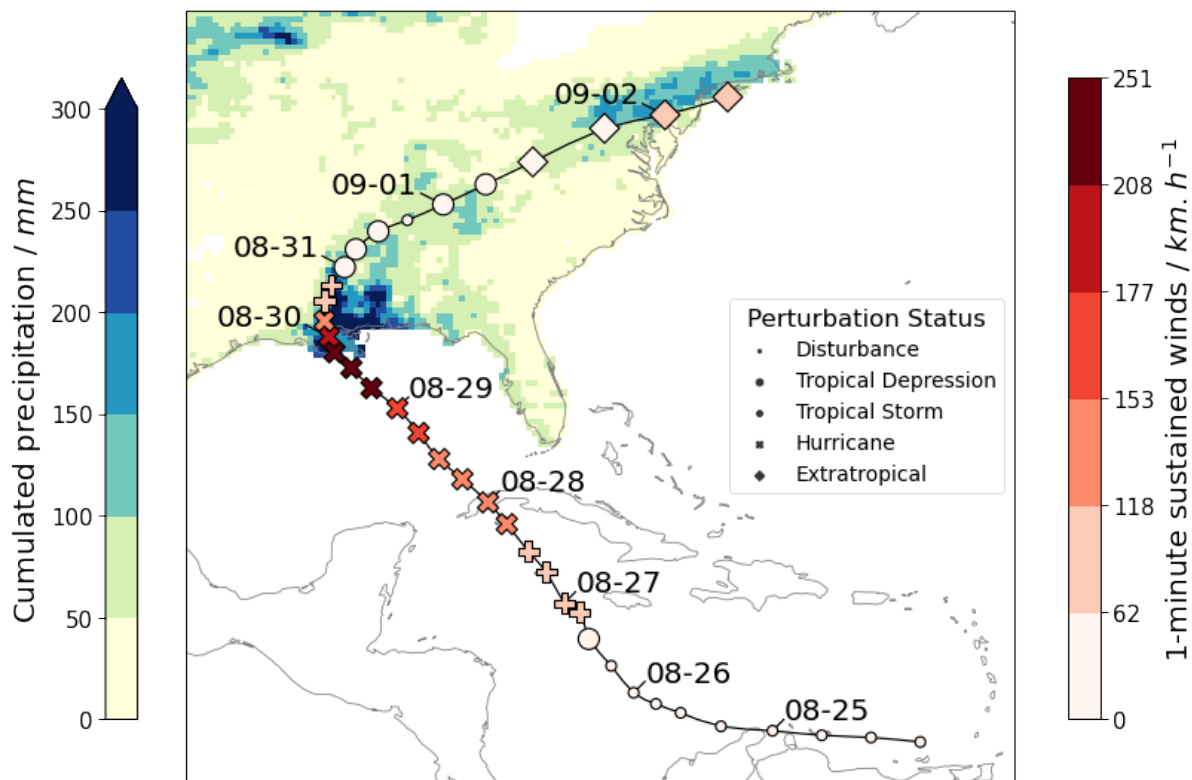 Cumulated precipitation / mm
300
250
200
150
100
50
0
09-02
09-01
08-31
08-30
08-29
08-28
08-27
08-26
08-25
Perturbation Status
Disturbance
Tropical Depression
Tropical Storm
Hurricane
Extratropical
251
208
177
153
118
62
0
1-minute sustained winds / km. h⁻¹